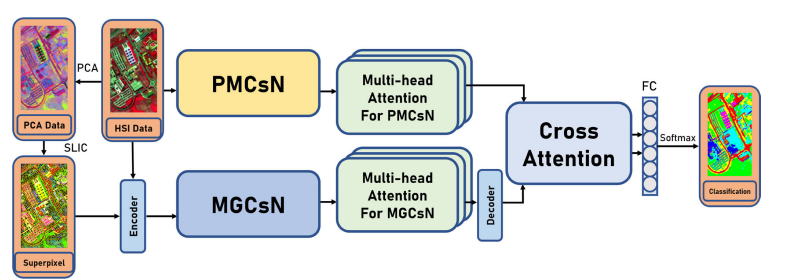 PCA
PCA Data
HSI Data
SLIC
Superpixel
Encoder
PMCsN
MGCsN
Multi-head
Attention
For PMCsN
Multi-head
Attention
For MGCsN
Decoder
Cross
Attention
FC
Softmax
Classification